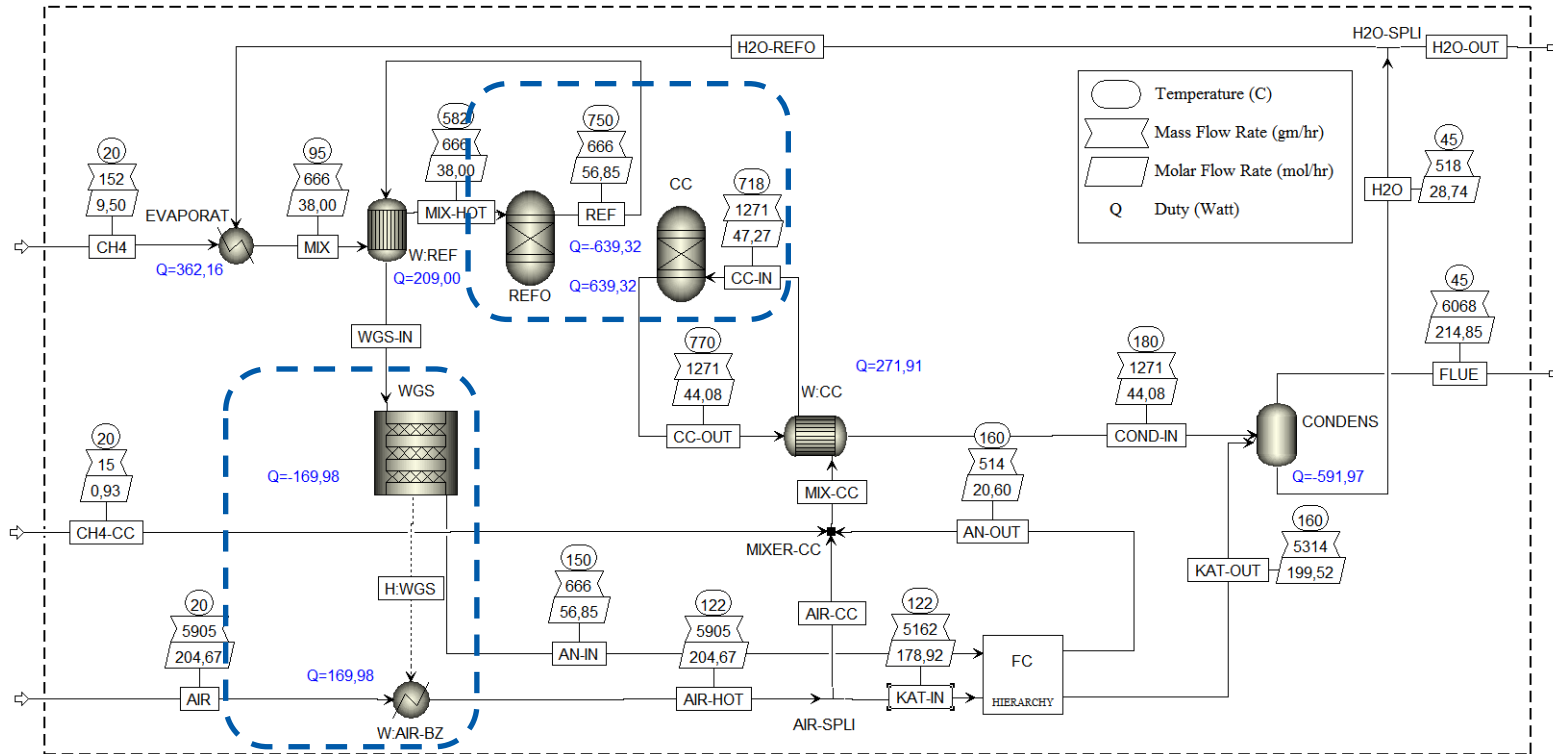 H2O-SPLI
H2O-REFO
H2O-OUT
Temperature (C)
Mass Flow Rate (gm/hr)
Molar Flow Rate (mol/hr)
Q Duty (Watt)
45
518
28,74
H2O
20
152
9,50
CH4
EVAPORAT
Q=362,16
95
666
38,00
MIX
W:REF
Q=209,00
582
666
38,00
MIX-HOT
REFO
750
666
56,85
REF
Q=-639,32
Q=639,32
CC
718
1271
47,27
CC-IN
WGS-IN
WGS
Q=-169,98
770
1271
44,08
CC-OUT
Q=271,91
W:CC
180
1271
44,08
COND-IN
45
6068
214,85
FLUE
CONDENS
Q=-591,97
20
15
0,93
CH4-CC
MIX-CC
MIXER-CC
160
514
20,60
AN-OUT
160
5314
199,52
KAT-OUT
H:WGS
150
666
56,85
AN-IN
AIR-CC
20
5905
204,67
AIR
Q=169,98
W:AIR-BZ
122
5905
204,67
AIR-HOT
AIR-SPLI
122
5162
178,92
KAT-IN
FC
HIERARCHY